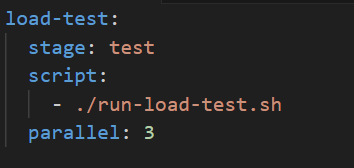 load-test:
  stage: test
  script:
    - ./run-load-test.sh
  parallel: 3